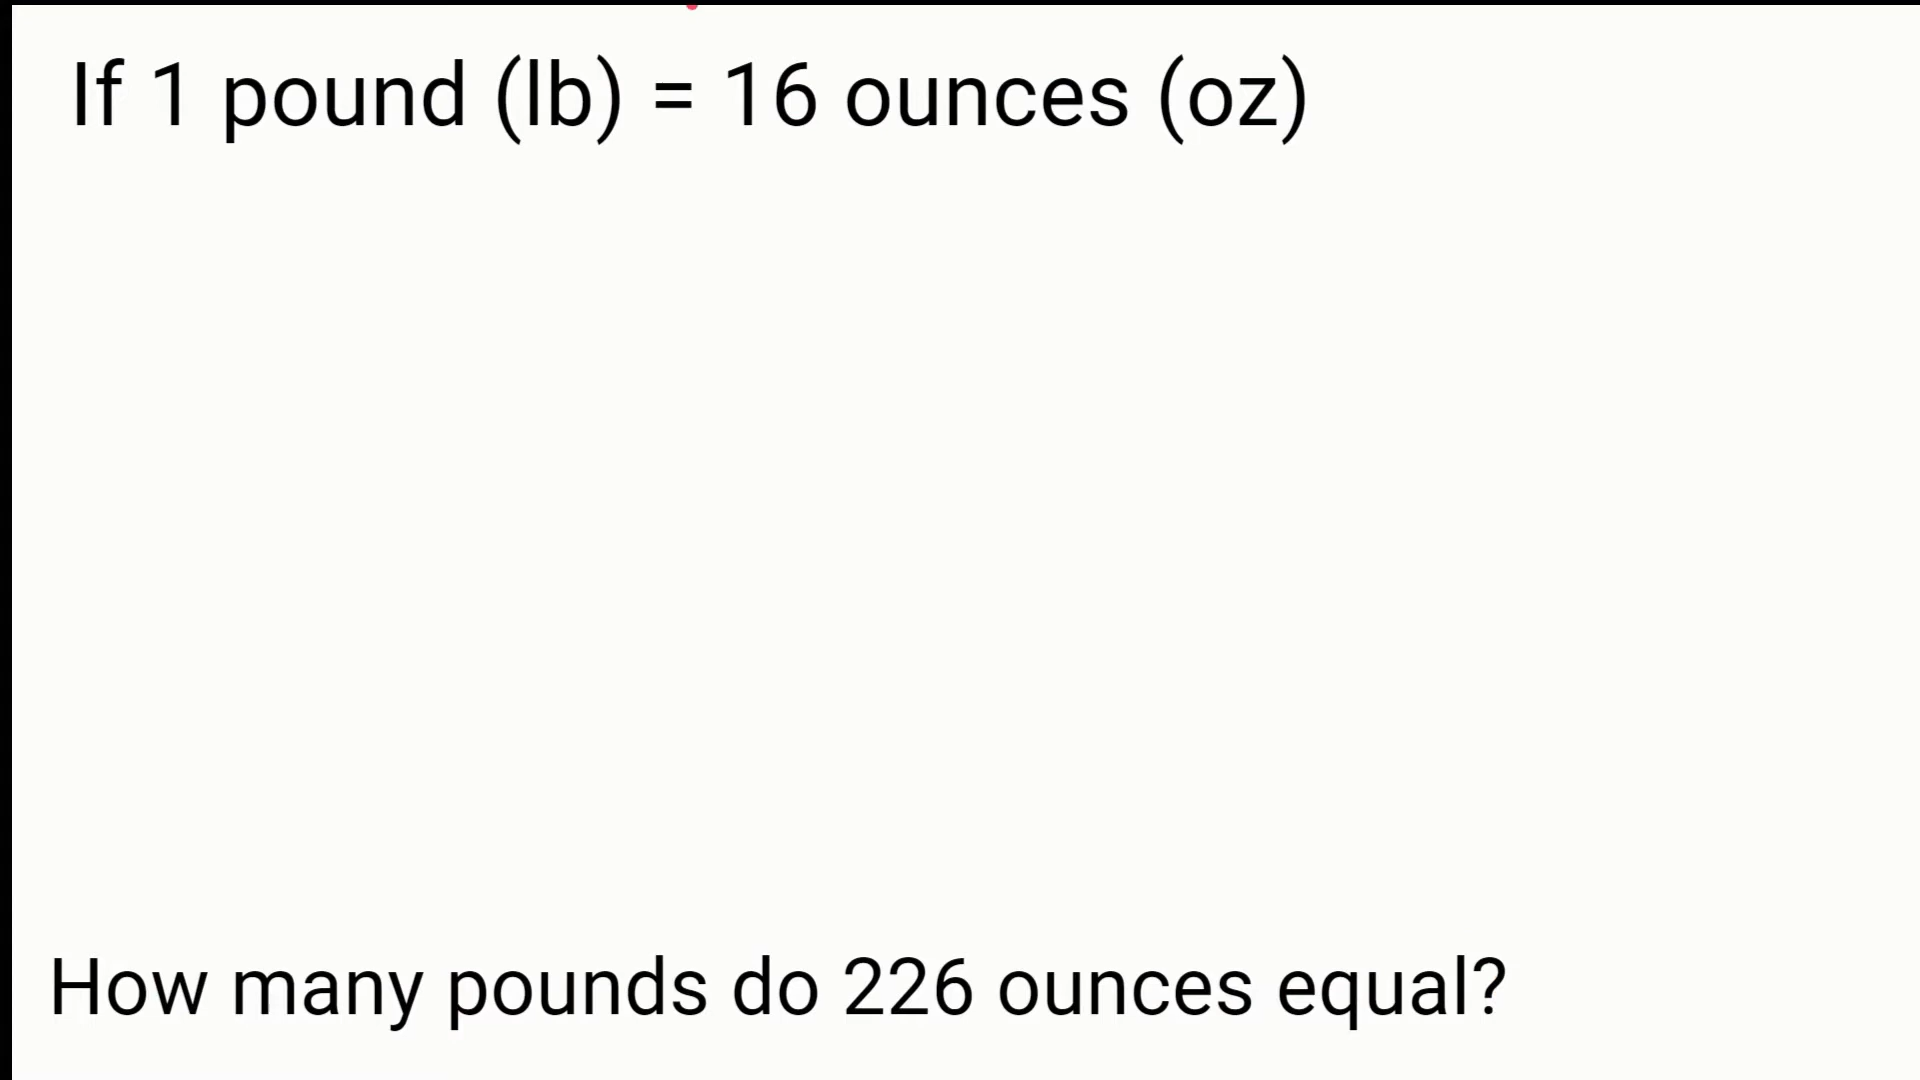 If 1 pound (lb) = 16 ounces (oz)
How many pounds do 226 ounces equal?